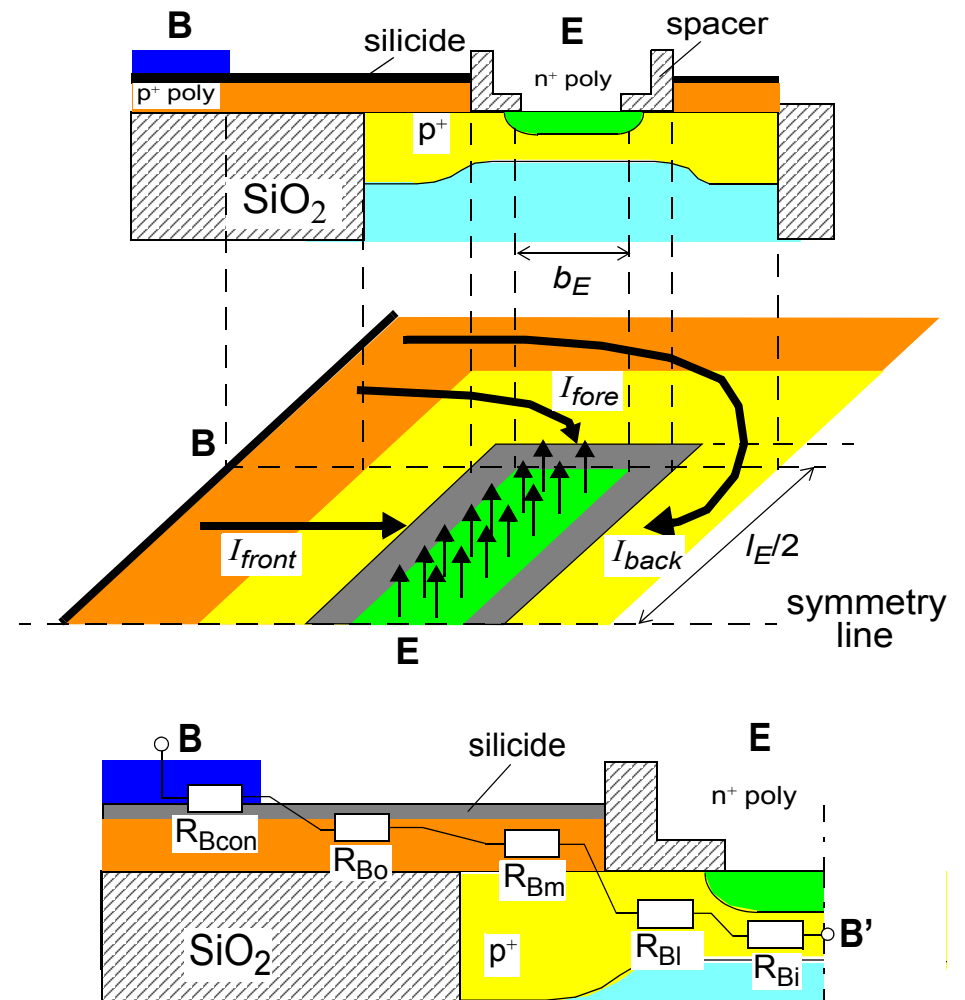 B
silicide
E
spacer
p⁺ poly
n⁺ poly
p⁺
SiO₂
b_E
I_fore
B
I_front
I_back
l_E/2
symmetry
line
E
B
silicide
E
n⁺ poly
R_Bcon
R_Bo
R_Bm
SiO₂
p⁺
R_Bl
R_Bi
B'